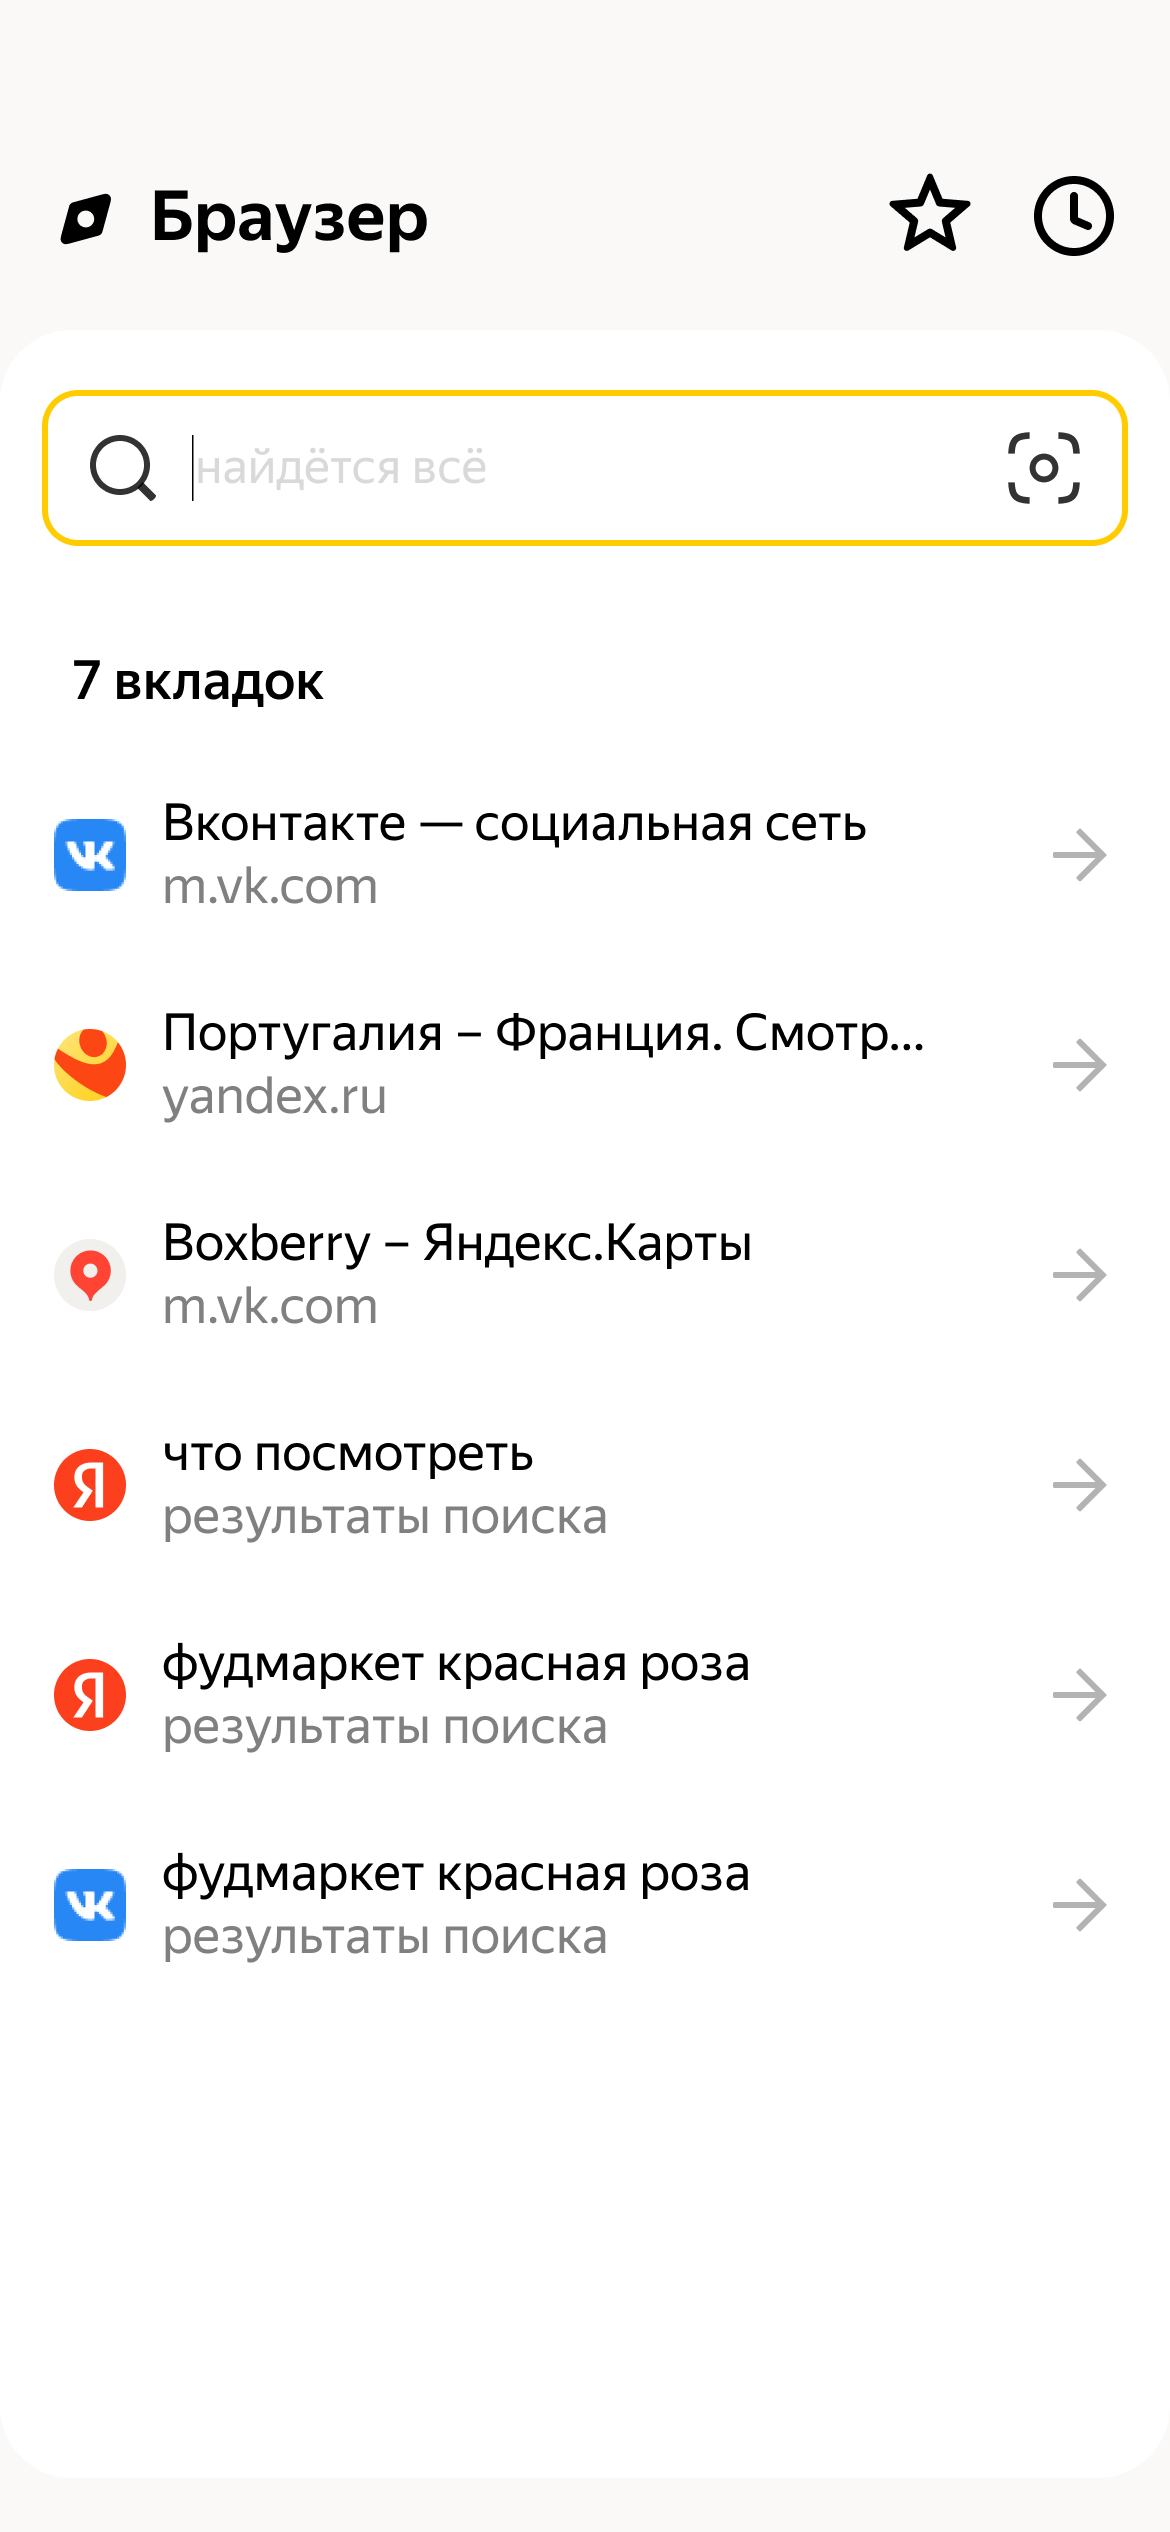 Браузер
найдётся всё
7 вкладок
Вконтакте — социальная сеть
m.vk.com
Португалия – Франция. Смотр...
yandex.ru
Boxberry – Яндекс.Карты
m.vk.com
Я
что посмотреть
результаты поиска
Я
фудмаркет красная роза
результаты поиска
фудмаркет красная роза
результаты поиска